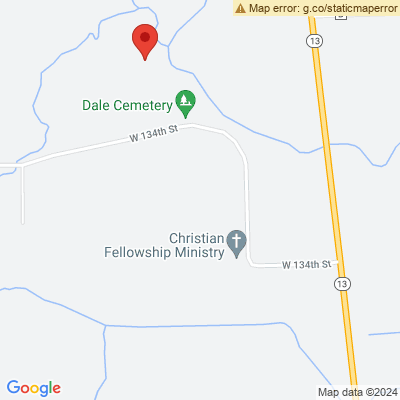 Map error: g.co/staticmaperror
13
Dale Cemetery
W 134th St
Christian
Fellowship Ministry
W 134th St
13
Google
Map data ©2024